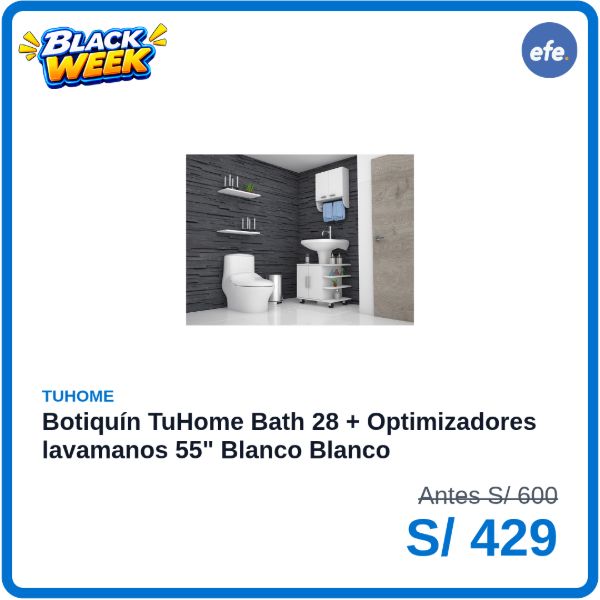 BLACK
WEEK
efe.
TUHOME
Botiquín TuHome Bath 28 + Optimizadores
lavamanos 55" Blanco Blanco
Antes S/ 600
S/ 429